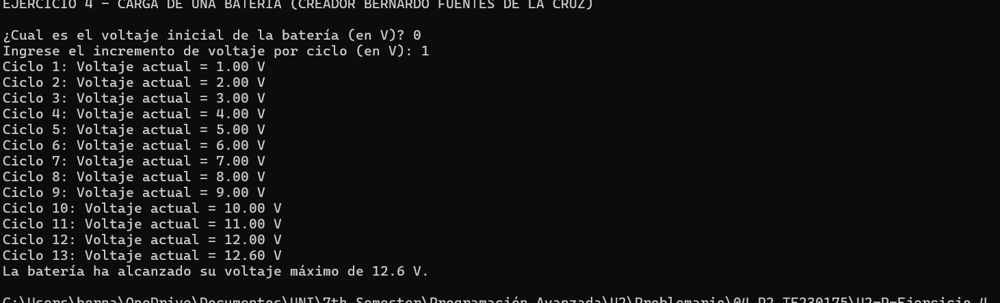 EJERCICIO 4 - CARGA DE UNA BATERIA (CREADOR BERNARDO FUENTES DE LA CRUZ)
¿Cual es el voltaje inicial de la batería (en V)? 0
Ingrese el incremento de voltaje por ciclo (en V): 1
Ciclo 1: Voltaje actual = 1.00 V
Ciclo 2: Voltaje actual = 2.00 V
Ciclo 3: Voltaje actual = 3.00 V
Ciclo 4: Voltaje actual = 4.00 V
Ciclo 5: Voltaje actual = 5.00 V
Ciclo 6: Voltaje actual = 6.00 V
Ciclo 7: Voltaje actual = 7.00 V
Ciclo 8: Voltaje actual = 8.00 V
Ciclo 9: Voltaje actual = 9.00 V
Ciclo 10: Voltaje actual = 10.00 V
Ciclo 11: Voltaje actual = 11.00 V
Ciclo 12: Voltaje actual = 12.00 V
Ciclo 13: Voltaje actual = 12.60 V
La batería ha alcanzado su voltaje máximo de 12.6 V.
C:\Users\berna\OneDrive\Documentos\UNI\7th Semester\Programación Avanzada\U2\Problemario\04_P2_TE230175\U2-P-Ejercicio 4